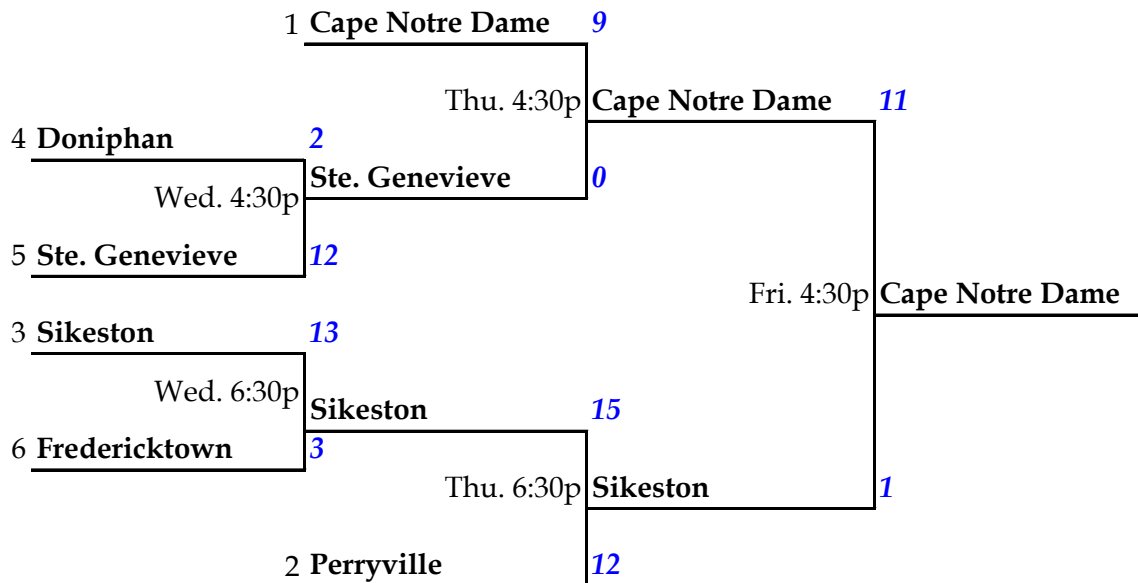 1 Cape Notre Dame 9
Thu. 4:30p Cape Notre Dame 11
4 Doniphan 2
Ste. Genevieve 0
Wed. 4:30p
5 Ste. Genevieve 12
Fri. 4:30p Cape Notre Dame
3 Sikeston 13
Wed. 6:30p
Sikeston 15
6 Fredericktown 3
Thu. 6:30p Sikeston 1
2 Perryville 12